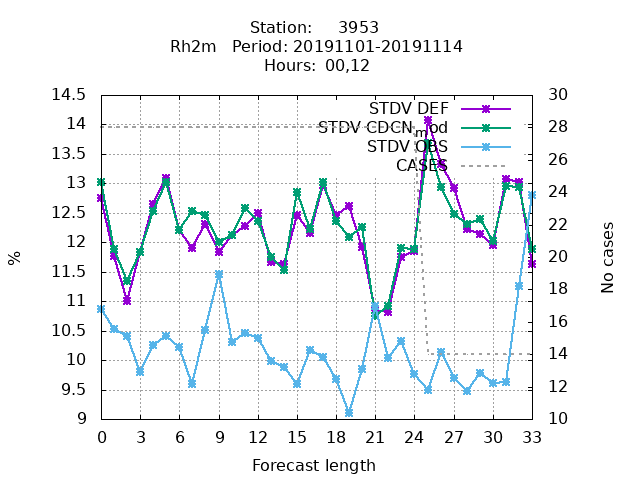 Station: 3953
Rh2m Period: 20191101-20191114
Hours: 00,12
14.5 30
STDV DEF
14 28
STDV CDCN_mod
STDV OBS
13.5 26
CASES
13 24
12.5 22
12 20
11.5 18
11 16
10.5
10 14
9.5 12
9 10
%
No cases
0 3 6 9 12 15 18 21 24 27 30 33
Forecast length